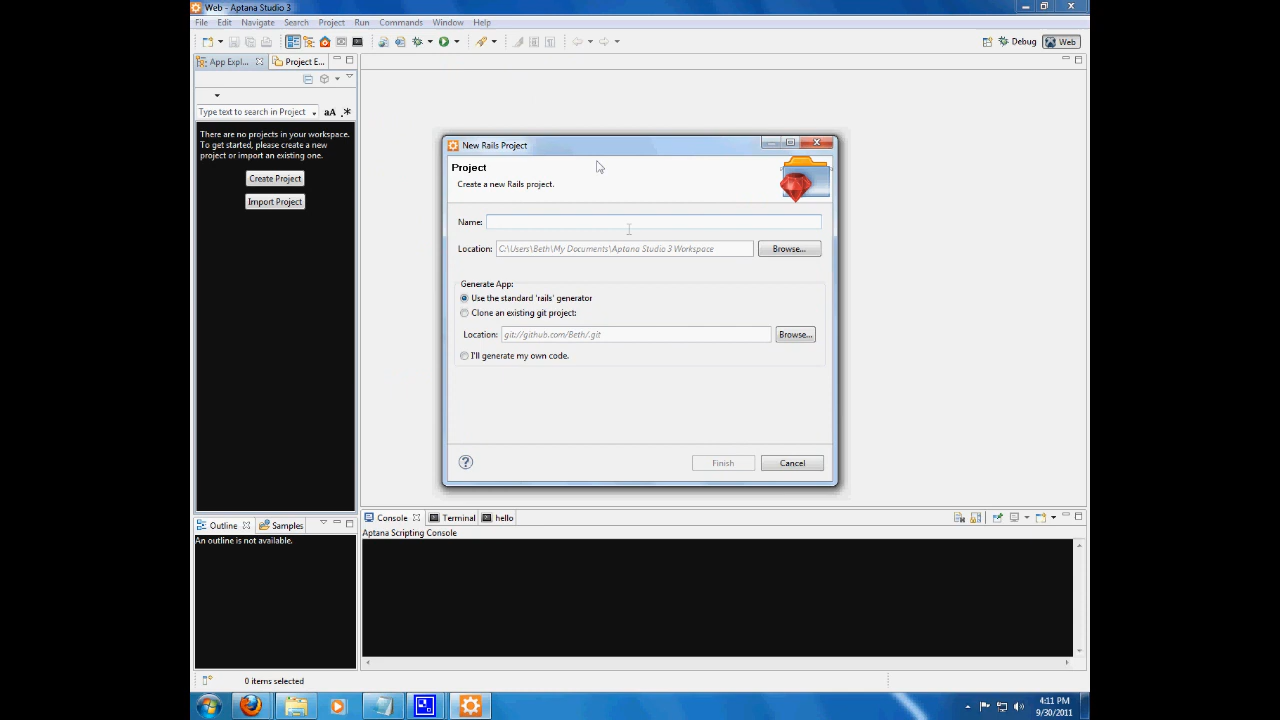 Web - Aptana Studio 3
File Edit Navigate Search Project Run Commands Window Help
Debug Web
App Expl... Project E...
Type text to search in Project aA .*
There are no projects in your workspace.
To get started, please create a new
project or import an existing one.
Create Project
Import Project
New Rails Project
Project
Create a new Rails project.
Name:
Location: C:\Users\Beth\My Documents\Aptana Studio 3 Workspace Browse...
Generate App:
Use the standard 'rails' generator
Clone an existing git project:
Location: git://github.com/Beth/.git Browse...
I'll generate my own code.
? Finish Cancel
Outline Samples
An outline is not available.
Console Terminal hello
Aptana Scripting Console
0 items selected
4:11 PM
9/30/2011